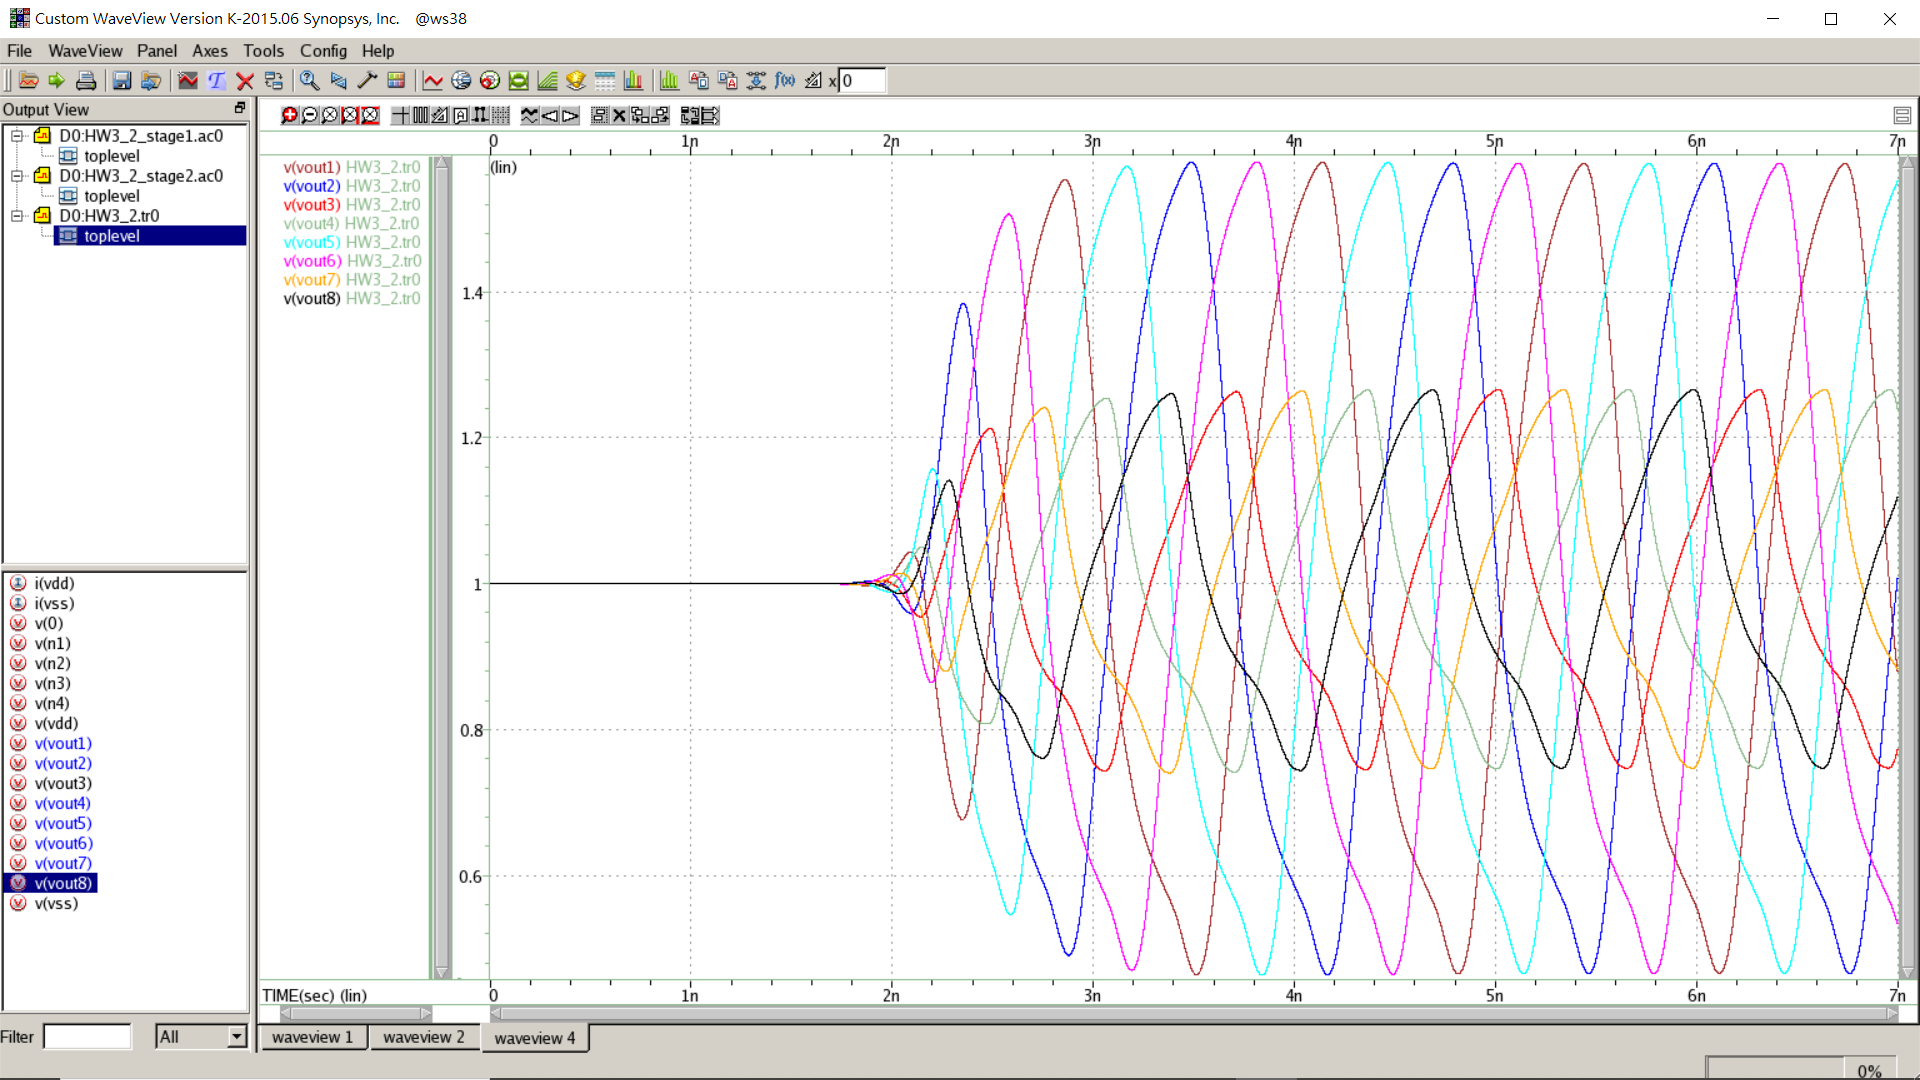 Custom WaveView Version K-2015.06 Synopsys, Inc. @ws38
File WaveView Panel Axes Tools Config Help
x 0
Output View
D0:HW3_2_stage1.ac0
toplevel
D0:HW3_2_stage2.ac0
toplevel
D0:HW3_2.tr0
toplevel
i(vdd)
i(vss)
v(0)
v(n1)
v(n2)
v(n3)
v(n4)
v(vdd)
v(vout1)
v(vout2)
v(vout3)
v(vout4)
v(vout5)
v(vout6)
v(vout7)
v(vout8)
v(vss)
Filter All
0 1n 2n 3n 4n 5n 6n 7n
(lin)
v(vout1) HW3_2.tr0
v(vout2) HW3_2.tr0
v(vout3) HW3_2.tr0
v(vout4) HW3_2.tr0
v(vout5) HW3_2.tr0
v(vout6) HW3_2.tr0
v(vout7) HW3_2.tr0
v(vout8) HW3_2.tr0
1.4
1.2
1
0.8
0.6
TIME(sec) (lin) 0 1n 2n 3n 4n 5n 6n 7n
waveview 1 waveview 2 waveview 4
0%